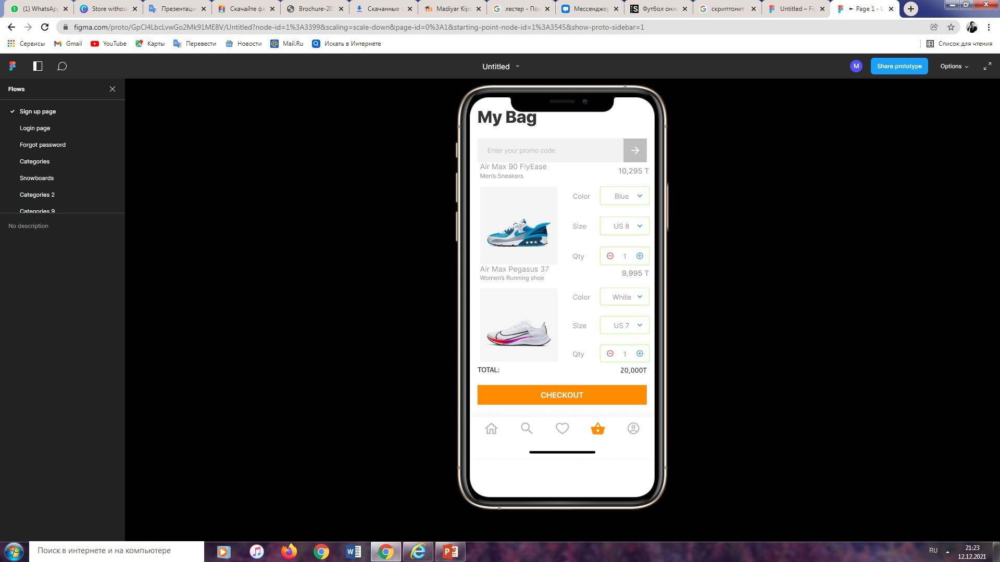 (1) WhatsApp
Store without
Презентаци
Скачайте фа
Brochure-20
Скачанные
Madiyar Kip
лестер - Пои
Мессенджер
Футбол онла
скриптонит
Untitled – Fig
► Page 1 - U
figma.com/proto/GpCl4LbcLvwGo2Mk91ME8V/Untitled?node-id=1%3A3399&scaling=scale-down&page-id=0%3A1&starting-point-node-id=1%3A3545&show-proto-sidebar=1
Сервисы
Gmail
YouTube
Карты
Перевести
Новости
Mail.Ru
Искать в Интернете
Список для чтения
Untitled
M
Share prototype
Options
Flows
Sign up page
Login page
Forgot password
Categories
Snowboards
Categories 2
Categories 9
No description
My Bag
Enter your promo code
Air Max 90 FlyEase
10,295 T
Men's Sneakers
Color
Blue
Size
US 8
Qty
1
Air Max Pegasus 37
9,995 T
Women's Running shoe
Color
White
Size
US 7
Qty
1
TOTAL:
20,000T
CHECKOUT
Поиск в интернете и на компьютере
RU
21:23
12.12.2021